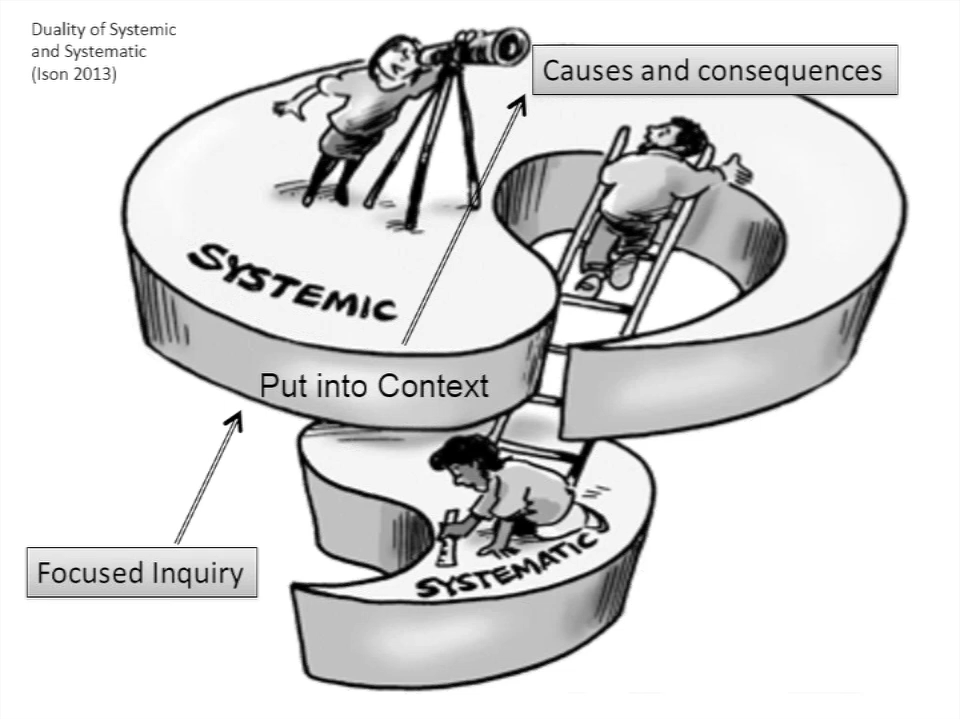 Duality of Systemic
and Systematic
(Ison 2013)
Causes and consequences
SYSTEMIC
Put into Context
Focused Inquiry
SYSTEMATIC